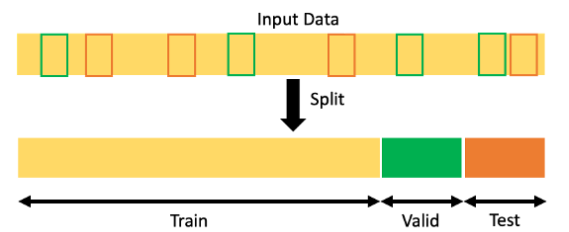 Input Data
Split
Train
Valid
Test